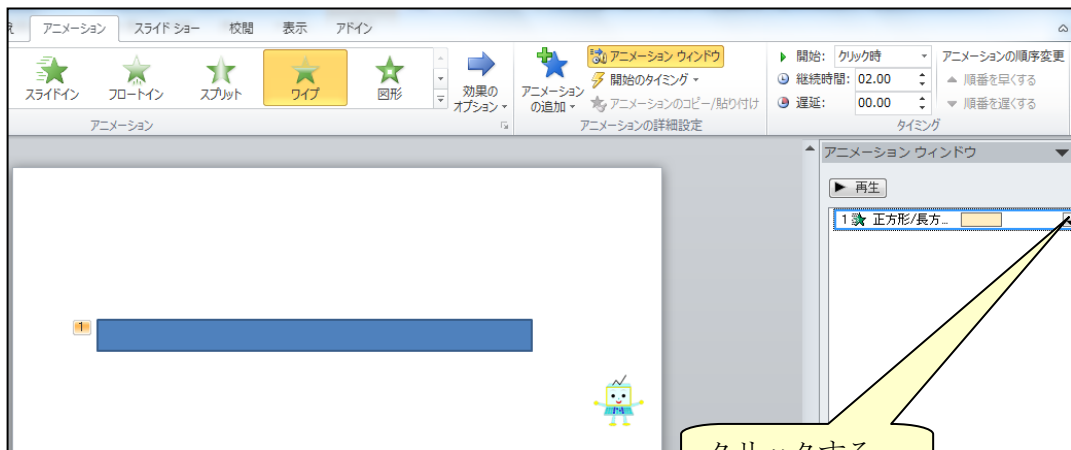 アニメーション スライド ショー 校閲 表示 アドイン
スライドイン フロートイン スプリット ワイプ 図形
効果の
オプション
アニメーション
アニメーション
の追加
アニメーション ウィンドウ
開始のタイミング
アニメーションのコピー/貼り付け
アニメーションの詳細設定
開始: クリック時
継続時間: 02.00
遅延: 00.00
アニメーションの順序変更
順番を早くする
順番を遅くする
タイミング
アニメーション ウィンドウ
再生
1 正方形/長方...
1
クリックする